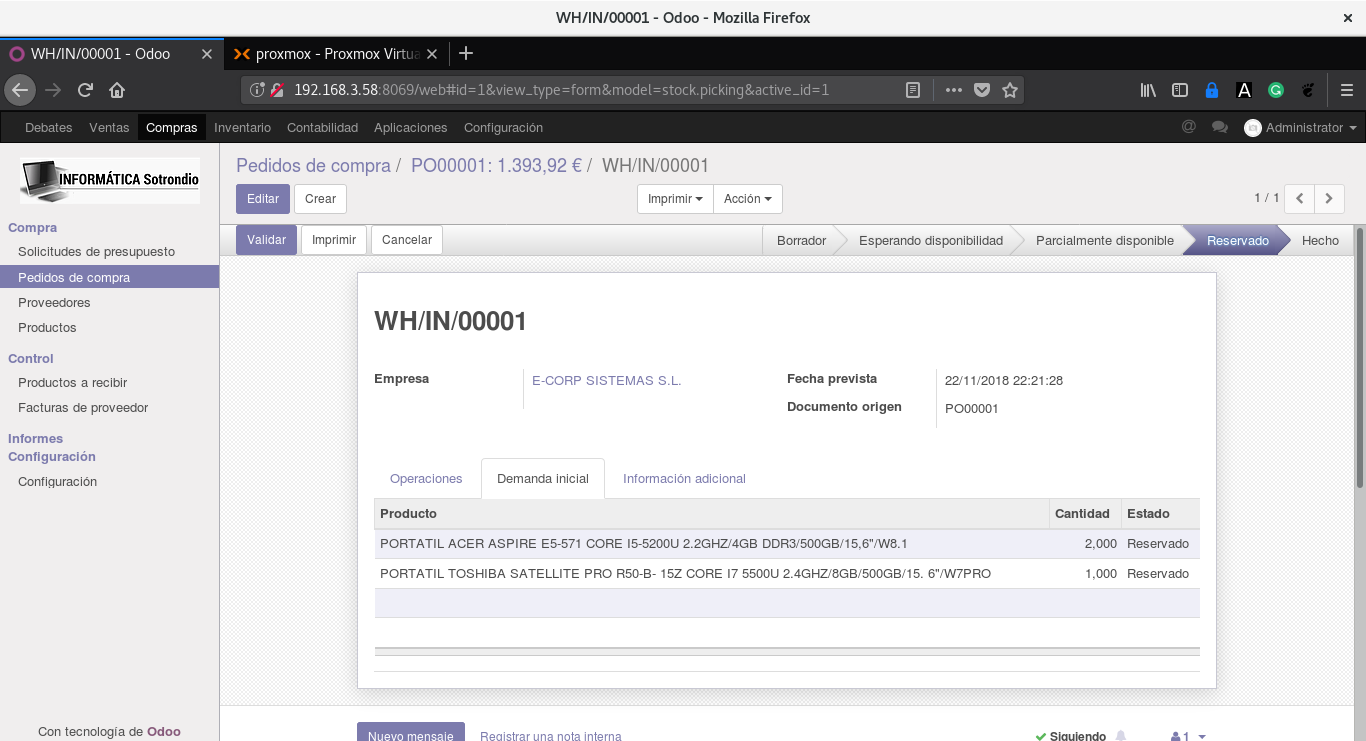 WH/IN/00001 - Odoo - Mozilla Firefox
WH/IN/00001 - Odoo
proxmox - Proxmox Virtua
192.168.3.58:8069/web#id=1&view_type=form&model=stock.picking&active_id=1
Debates Ventas Compras Inventario Contabilidad Aplicaciones Configuración @ Administrator
INFORMÁTICA Sotrondio
Pedidos de compra / PO00001: 1.393,92 € / WH/IN/00001
Editar Crear Imprimir Acción 1 / 1
Validar Imprimir Cancelar Borrador Esperando disponibilidad Parcialmente disponible Reservado Hecho
Compra
Solicitudes de presupuesto
Pedidos de compra
Proveedores
Productos
Control
Productos a recibir
Facturas de proveedor
Informes
Configuración
Configuración
Con tecnología de Odoo
WH/IN/00001
Empresa E-CORP SISTEMAS S.L.
Fecha prevista 22/11/2018 22:21:28
Documento origen PO00001
Operaciones Demanda inicial Información adicional
Producto Cantidad Estado
PORTATIL ACER ASPIRE E5-571 CORE I5-5200U 2.2GHZ/4GB DDR3/500GB/15,6"/W8.1 2,000 Reservado
PORTATIL TOSHIBA SATELLITE PRO R50-B- 15Z CORE I7 5500U 2.4GHZ/8GB/500GB/15. 6"/W7PRO 1,000 Reservado
Nuevo mensaje Registrar una nota interna Siguiendo 1